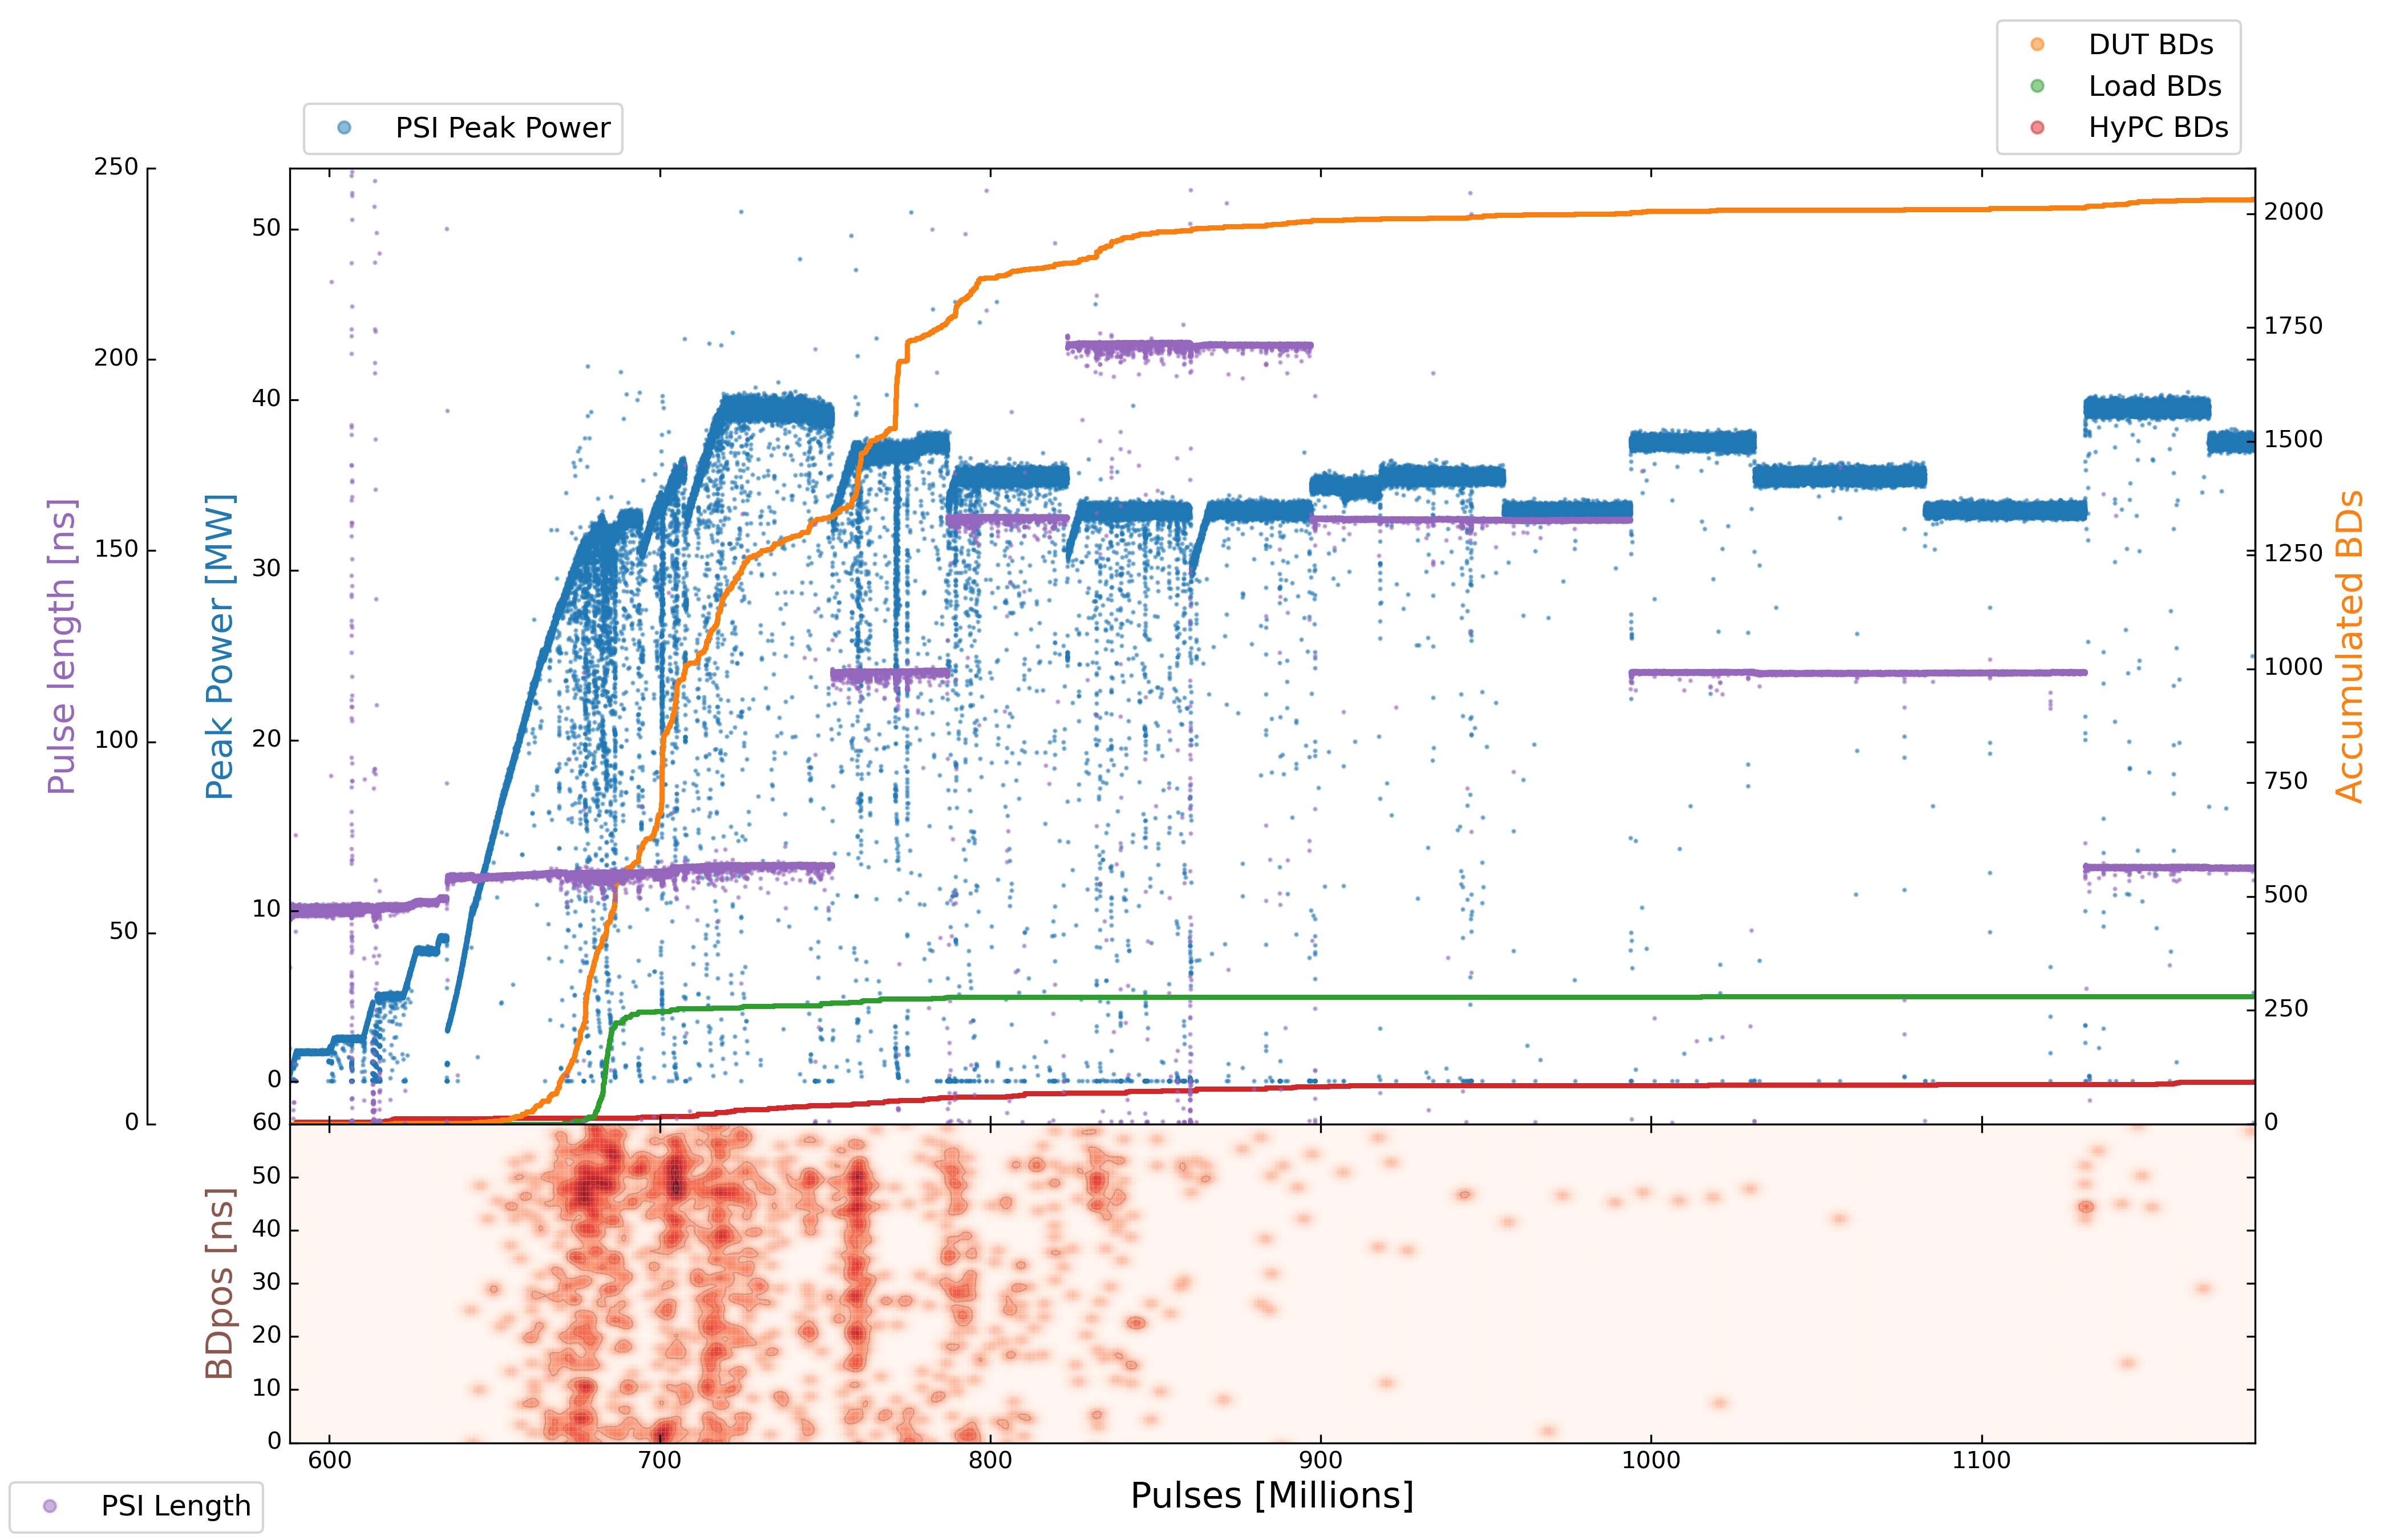 DUT BDs
Load BDs
HyPC BDs
PSI Peak Power
250
200
150
100
50
0
Pulse length [ns]
50
40
30
20
10
0
Peak Power [MW]
2000
1750
1500
1250
1000
750
500
250
0
Accumulated BDs
60
50
40
30
20
10
0
BDpos [ns]
600 700 800 900 1000 1100
Pulses [Millions]
PSI Length